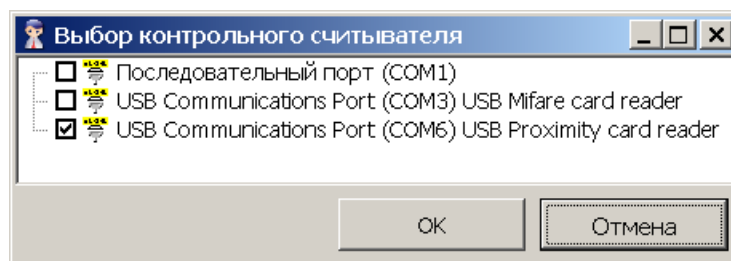 Выбор контрольного считывателя
Последовательный порт (COM1)
USB Communications Port (COM3) USB Mifare card reader
USB Communications Port (COM6) USB Proximity card reader
OK
Отмена